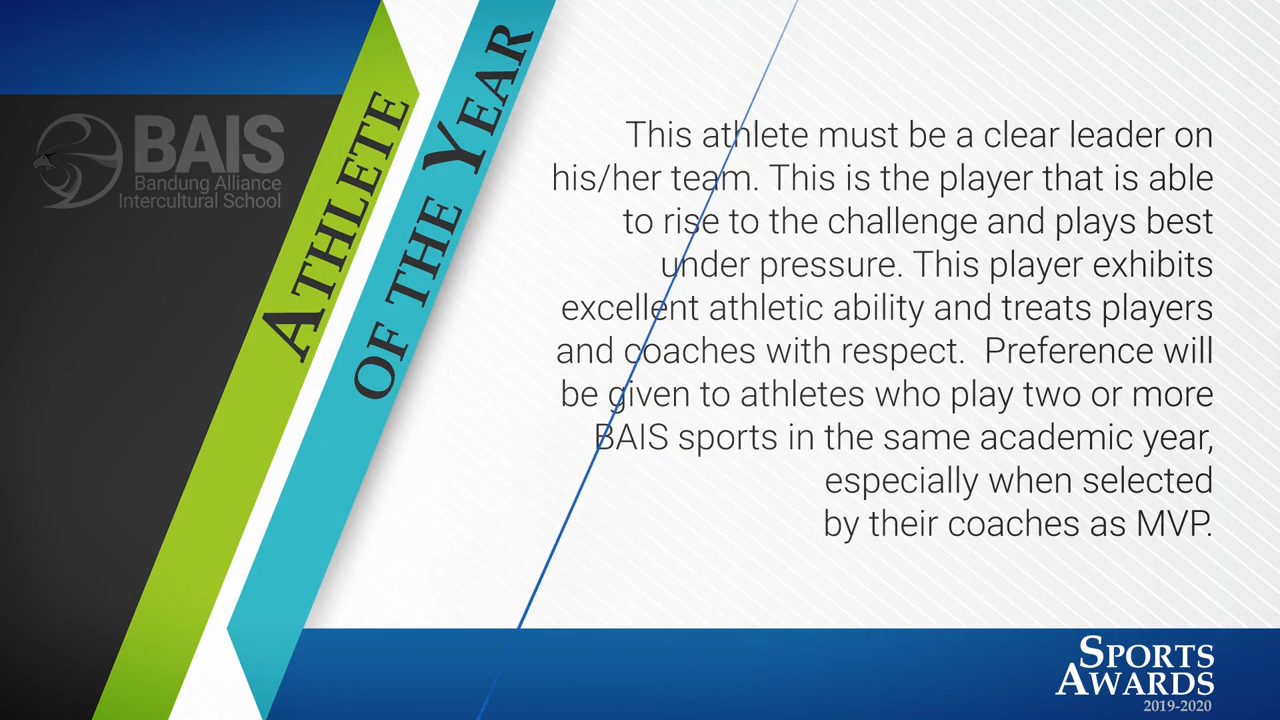 BAIS
Bandung Alliance
Intercultural School
ATHLETE
OF THE YEAR
This athlete must be a clear leader on
his/her team. This is the player that is able
to rise to the challenge and plays best
under pressure. This player exhibits
excellent athletic ability and treats players
and coaches with respect.  Preference will
be given to athletes who play two or more
BAIS sports in the same academic year,
especially when selected
by their coaches as MVP.
SPORTS
AWARDS
2019-2020